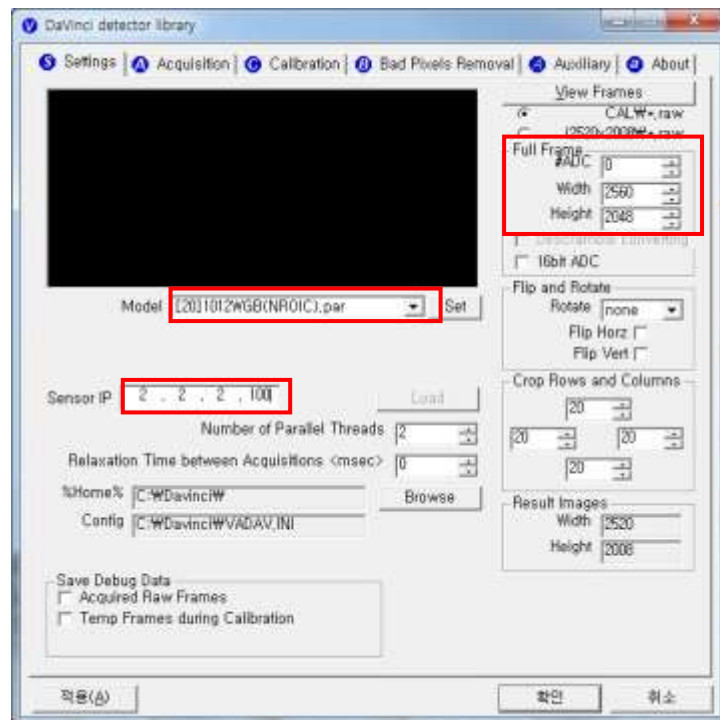 DaVinci detector library
Settings Acquisition Calibration Bad Pixels Removal Auxiliary About
View Frames
CAL₩*.raw
(2520x2008₩*.raw
Full Frame
#ADC 0
Width 2560
Height 2048
16bit ADC
Model [20]1012WGB(NROIC).par Set
Flip and Rotate
Rotate none
Flip Horz
Flip Vert
Sensor IP 2 . 2 . 2 . 100 Load
Number of Parallel Threads 2
Relaxation Time between Acquisitions <msec> 0
%Home% C:₩Davinci₩ Browse
Config C:₩Davinci₩VADAV.INI
Crop Rows and Columns
20
20 20
20
Result Images
Width 2520
Height 2008
Save Debug Data
Acquired Raw Frames
Temp Frames during Calibration
적용(A) 확인 취소